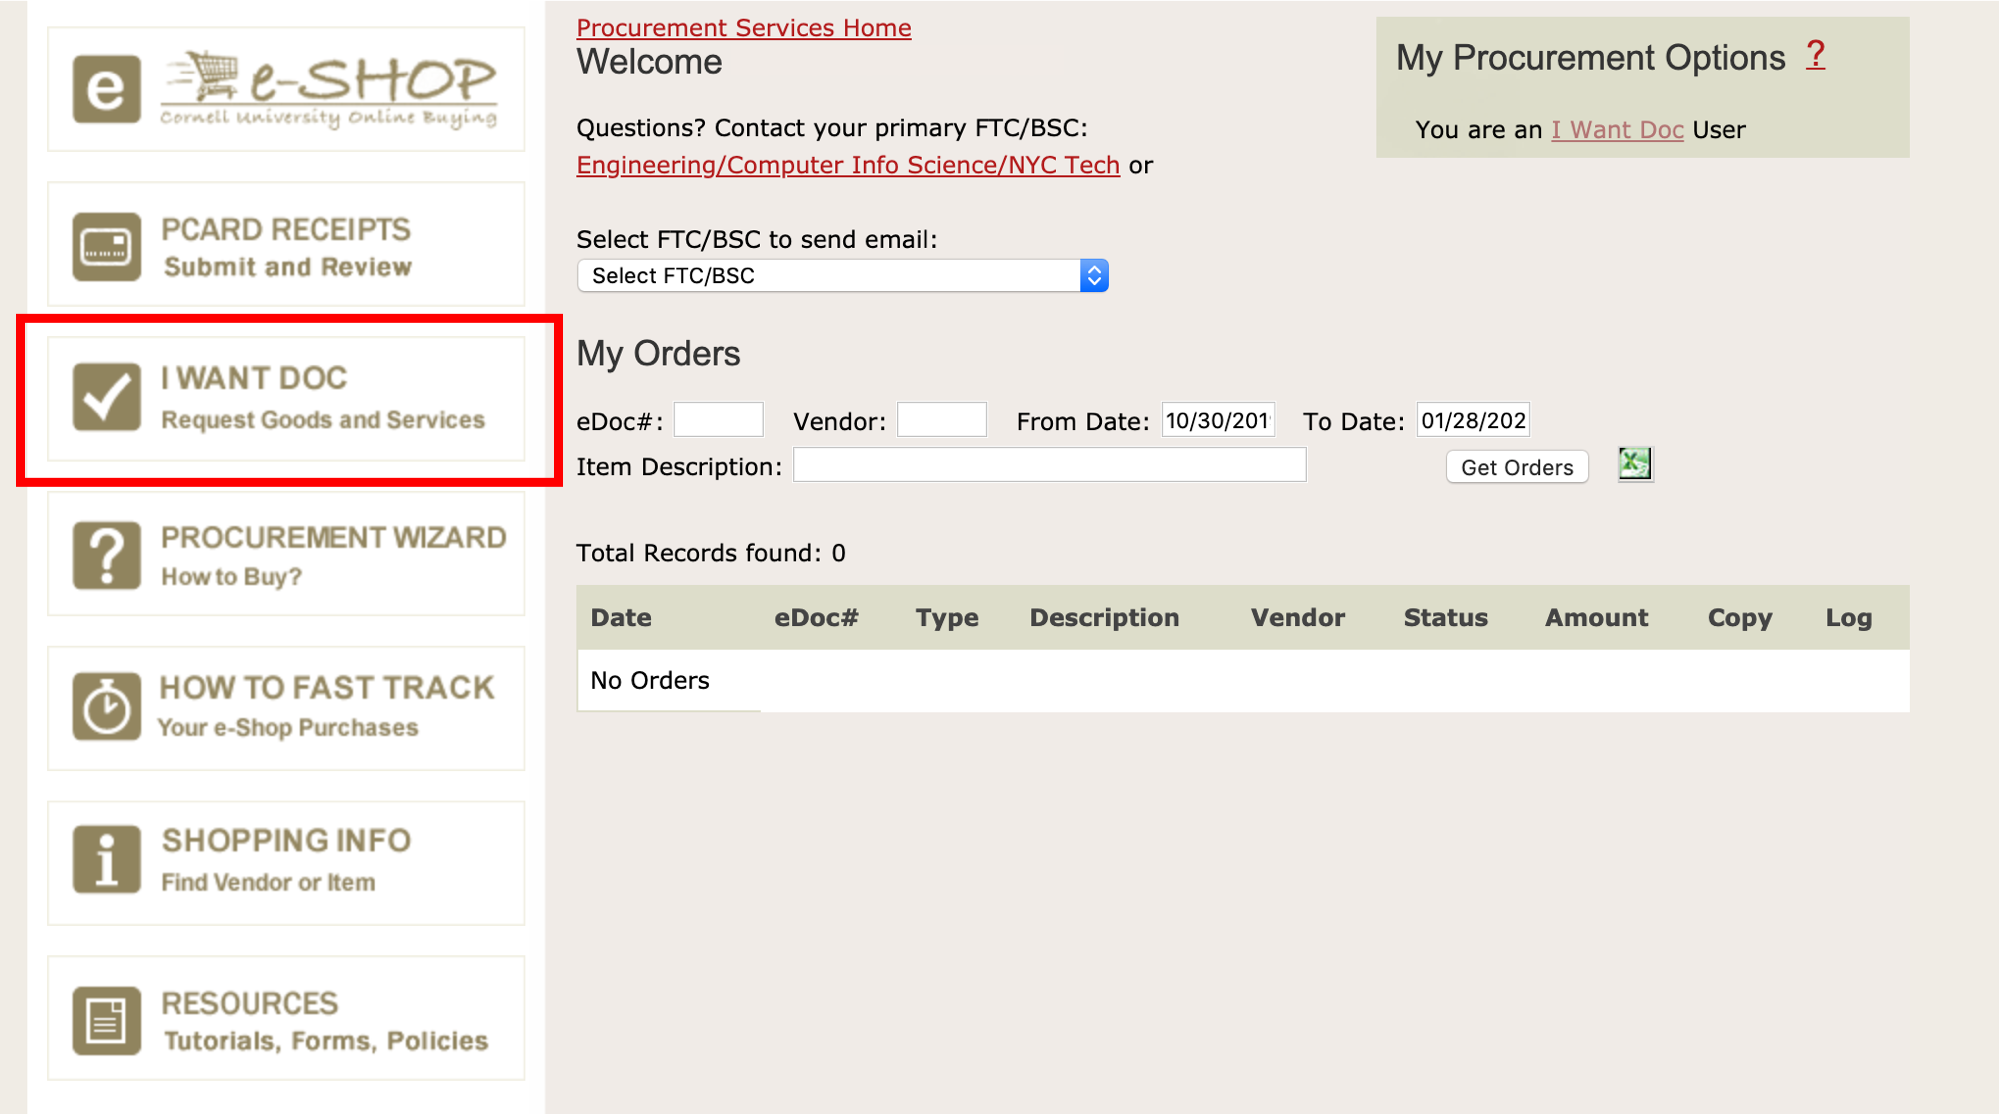 e e-SHOP
Cornell University Online Buying
PCARD RECEIPTS
Submit and Review
I WANT DOC
Request Goods and Services
PROCUREMENT WIZARD
How to Buy?
HOW TO FAST TRACK
Your e-Shop Purchases
SHOPPING INFO
Find Vendor or Item
RESOURCES
Tutorials, Forms, Policies
Procurement Services Home
Welcome
Questions? Contact your primary FTC/BSC:
Engineering/Computer Info Science/NYC Tech or
Select FTC/BSC to send email:
Select FTC/BSC
My Procurement Options ?
You are an I Want Doc User
My Orders
eDoc#: Vendor: From Date: 10/30/201 To Date: 01/28/202
Item Description: Get Orders
Total Records found: 0
Date eDoc# Type Description Vendor Status Amount Copy Log
No Orders